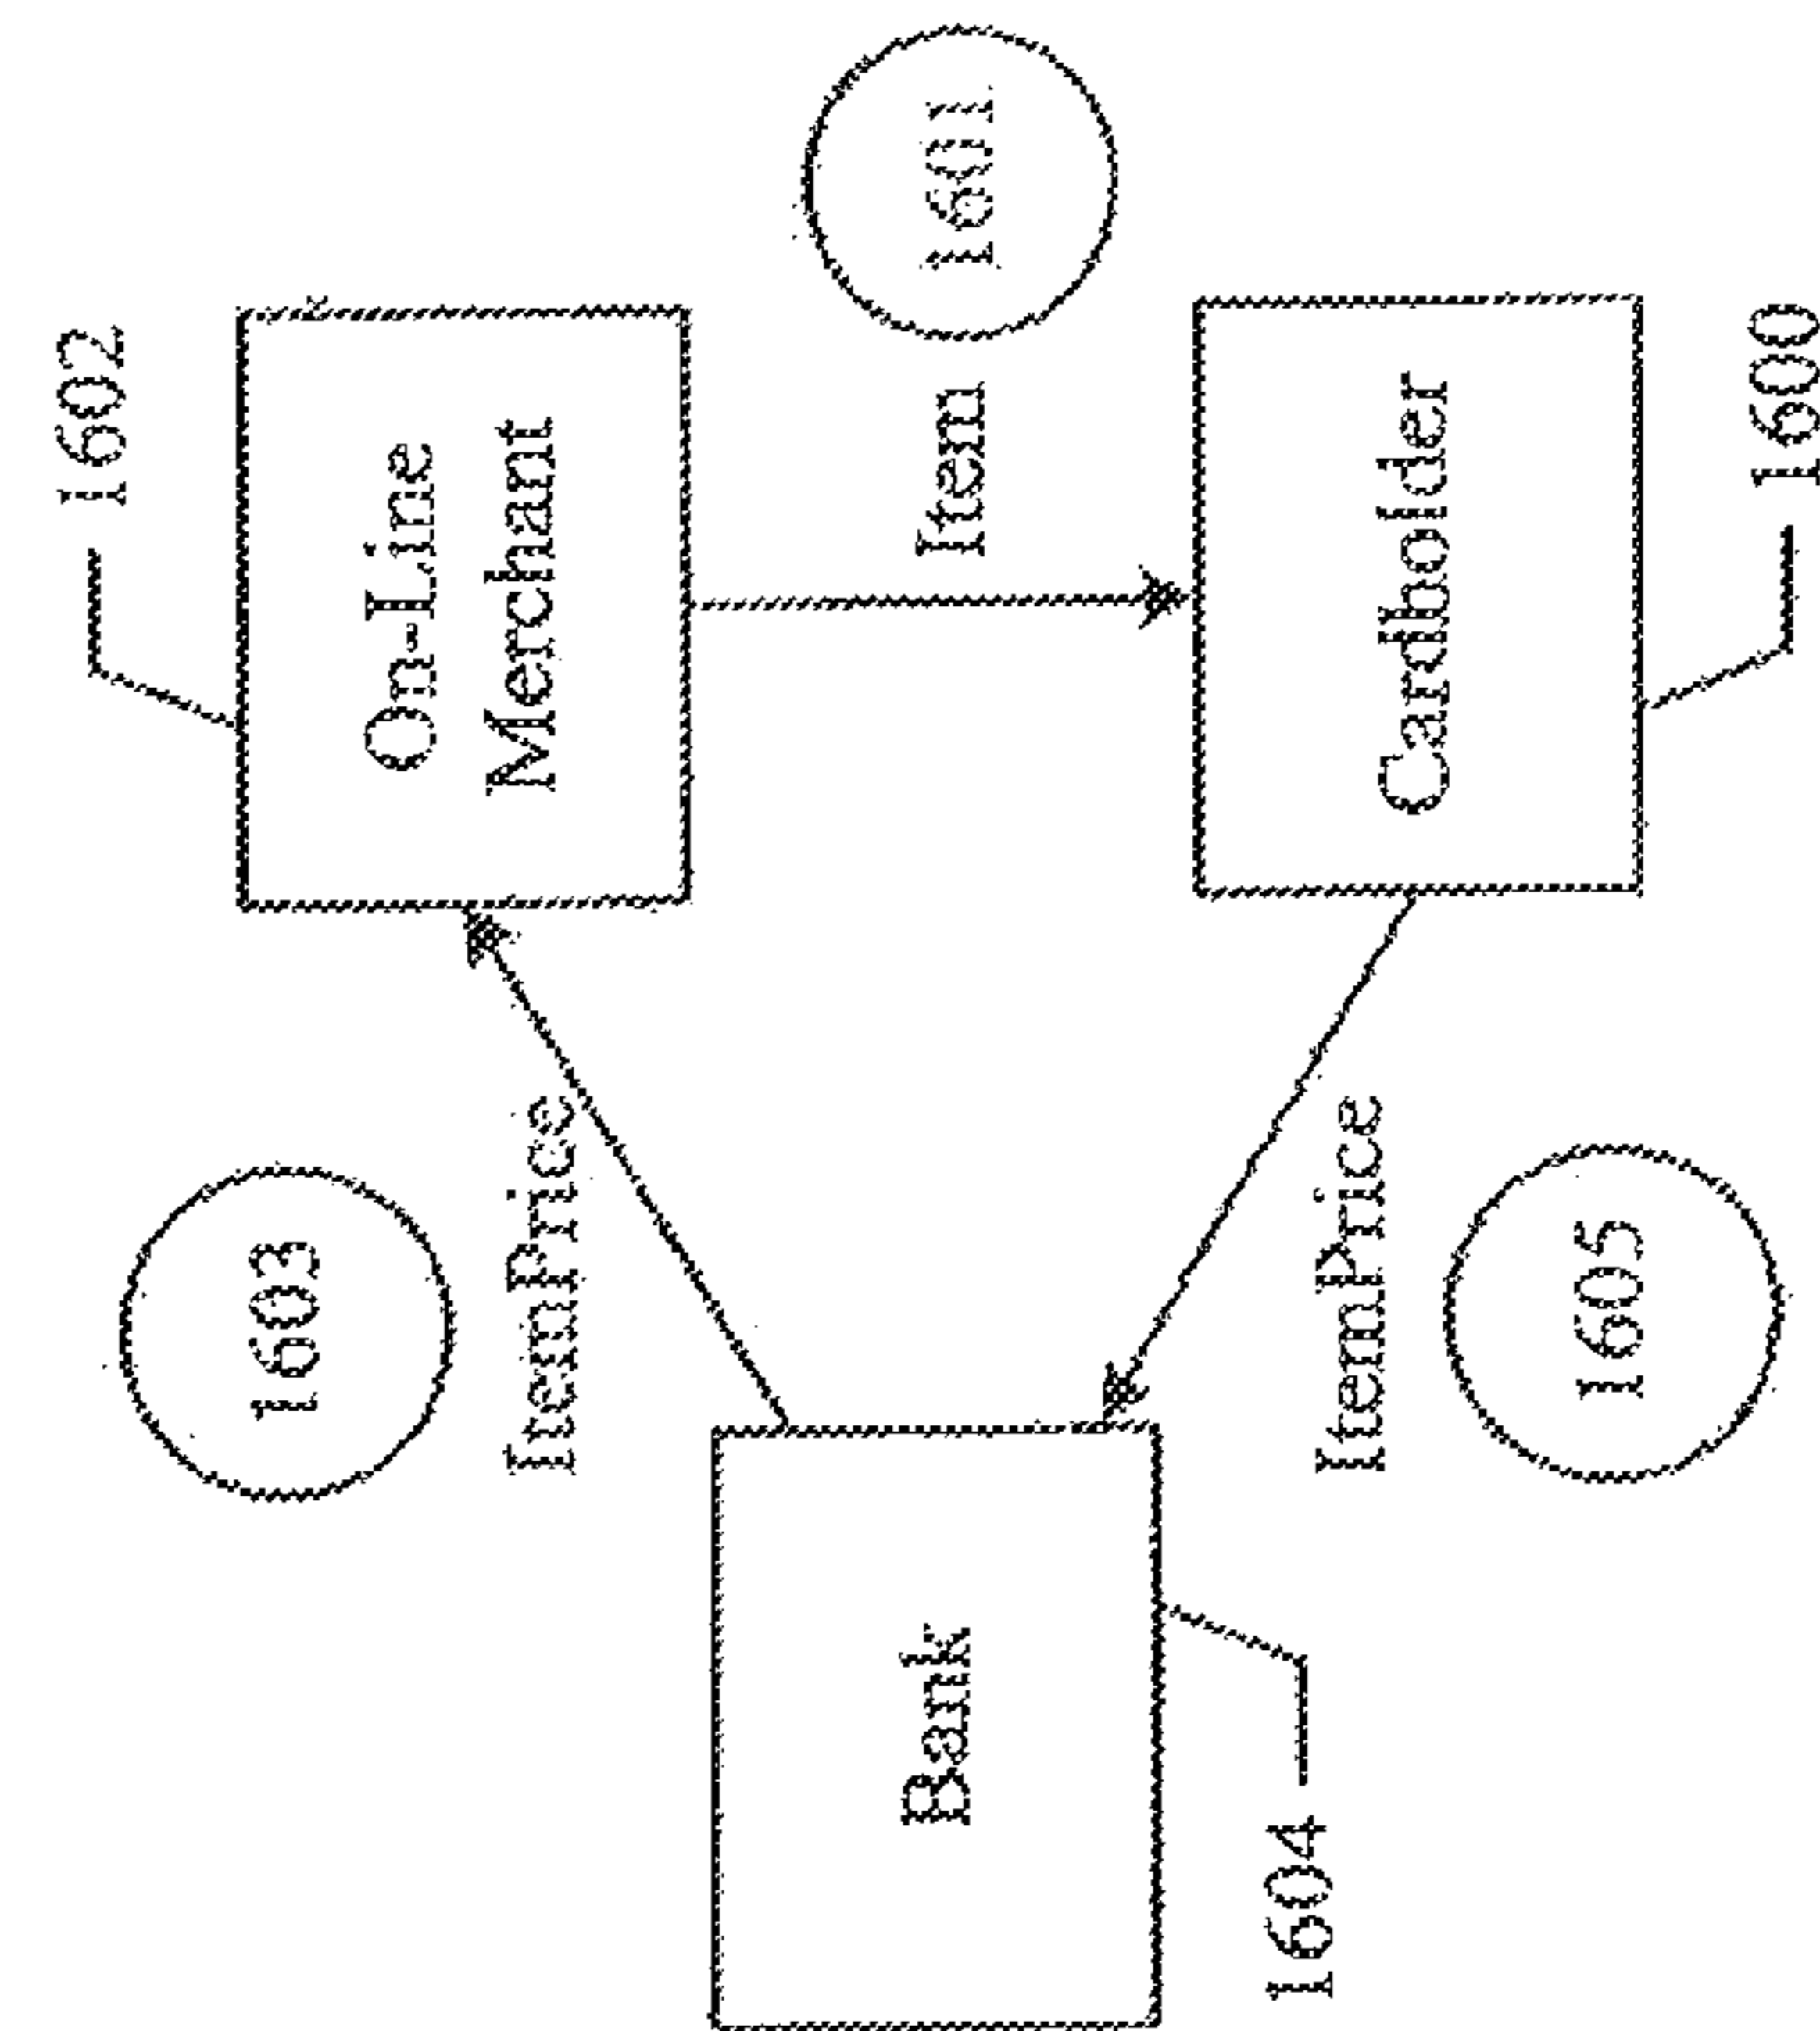 1602
1603
On-Line
Merchant
ItemPrice
Bank
Item
1601
1604
ItemPrice
Cardholder
1605
1600